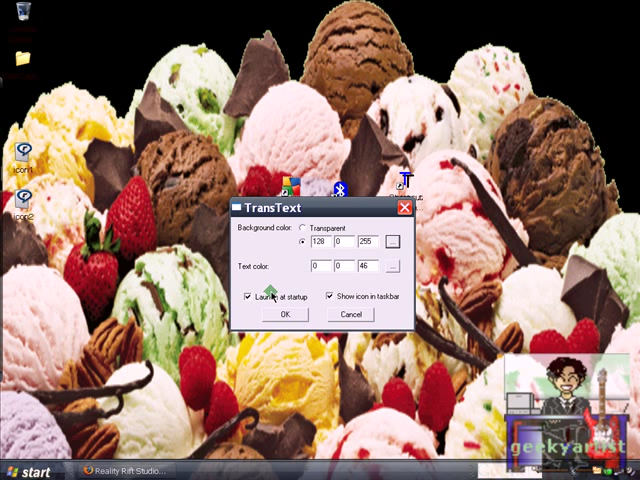 icon1
icon2
TransText
Background color: Transparent
128 0 255 ...
Text color: 0 0 46 ...
Launch at startup Show icon in taskbar
OK Cancel
geekyartist
start Reality Rift Studio...